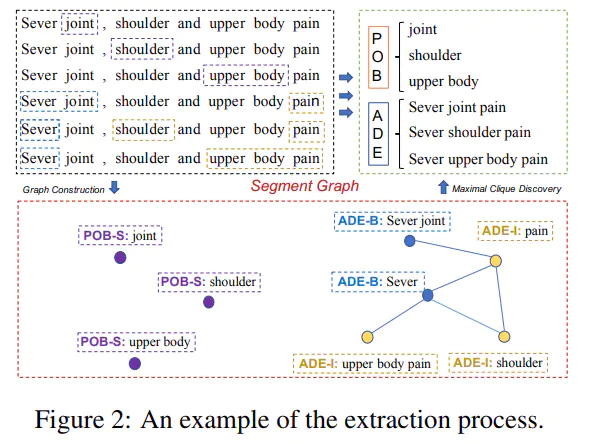 Sever joint , shoulder and upper body pain
Sever joint , shoulder and upper body pain
Sever joint , shoulder and upper body pain
Sever joint , shoulder and upper body pain
Sever joint , shoulder and upper body pain
Sever joint , shoulder and upper body pain
POB
joint
shoulder
upper body
ADE
Sever joint pain
Sever shoulder pain
Sever upper body pain
Graph Construction
Segment Graph
Maximal Clique Discovery
POB-S: joint
POB-S: shoulder
POB-S: upper body
ADE-B: Sever joint
ADE-I: pain
ADE-B: Sever
ADE-I: upper body pain
ADE-I: shoulder
Figure 2: An example of the extraction process.